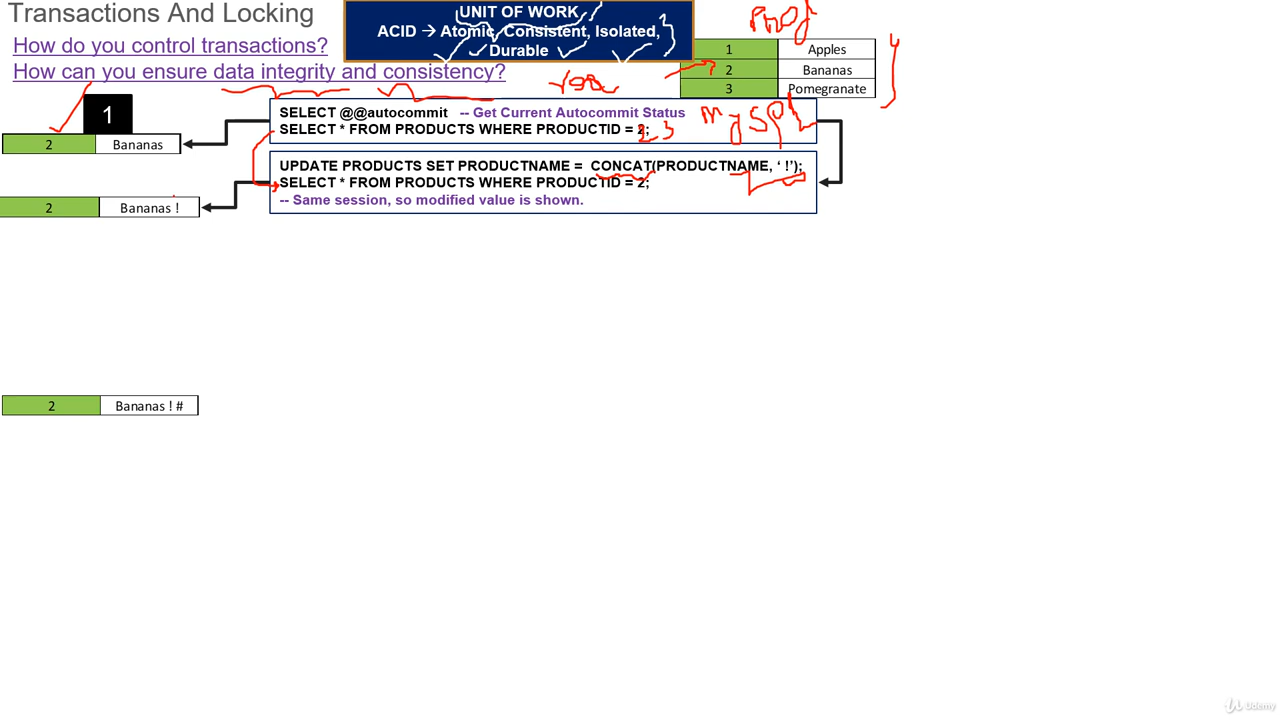 Transactions And Locking
How do you control transactions?
How can you ensure data integrity and consistency?
UNIT OF WORK
ACID → Atomic, Consistent, Isolated,
Durable
Prod
1 Apples
2 Bananas
3 Pomegranate
1
2 Bananas
SELECT @@autocommit -- Get Current Autocommit Status
SELECT * FROM PRODUCTS WHERE PRODUCTID = 2;
MySQL
UPDATE PRODUCTS SET PRODUCTNAME = CONCAT(PRODUCTNAME, ' !');
SELECT * FROM PRODUCTS WHERE PRODUCTID = 2;
-- Same session, so modified value is shown.
2 Bananas !
2 Bananas ! #
Udemy